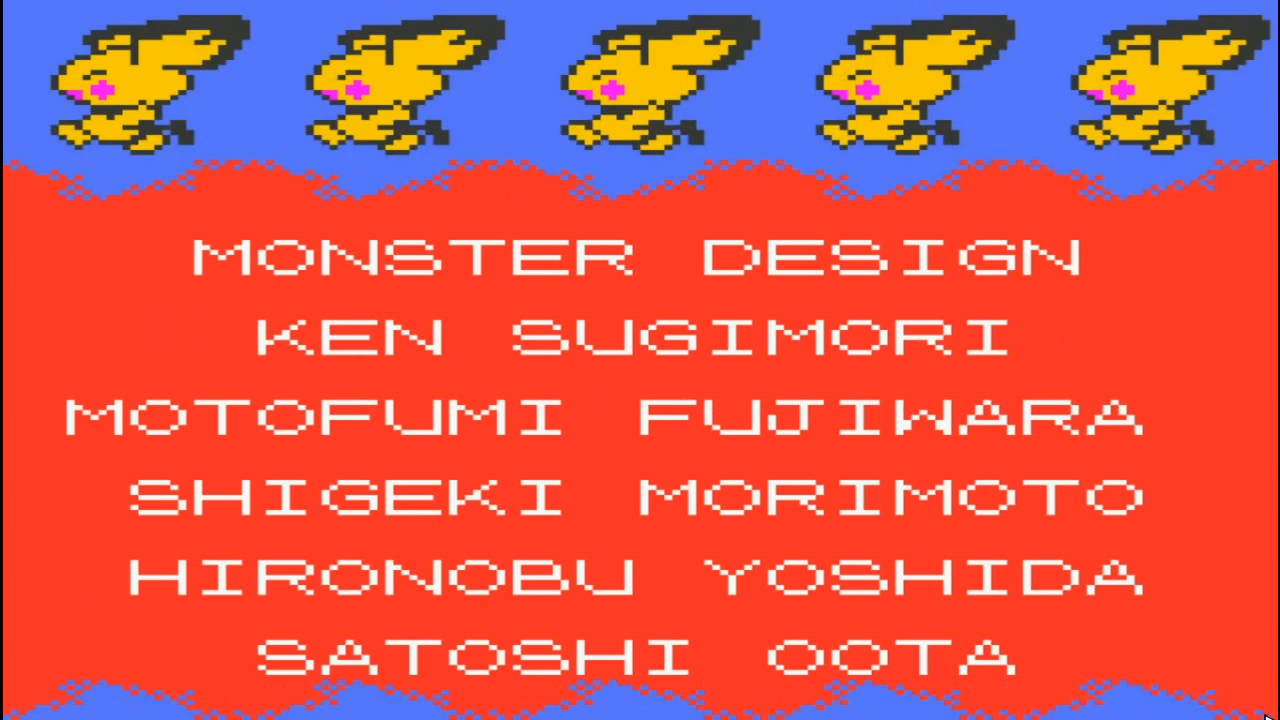 MONSTER DESIGN
KEN SUGIMORI
MOTOFUMI FUJIWARA
SHIGEKI MORIMOTO
HIRONOBU YOSHIDA
SATOSHI OOTA